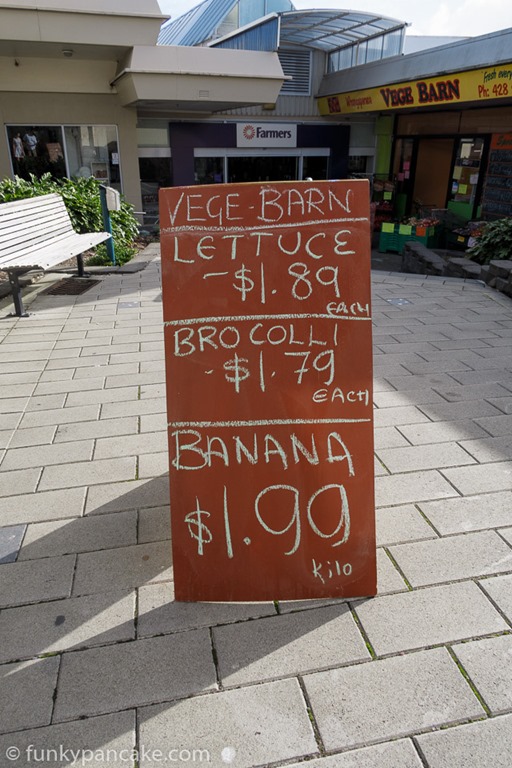 Farmers
VEGE BARN
fresh every
Ph: 428
VEGE-BARN
LETTUCE
-$1.89
EACH
BROCOLLI
-$1.79
EACH
BANANA
$1.99
Kilo
© funkypancake.com